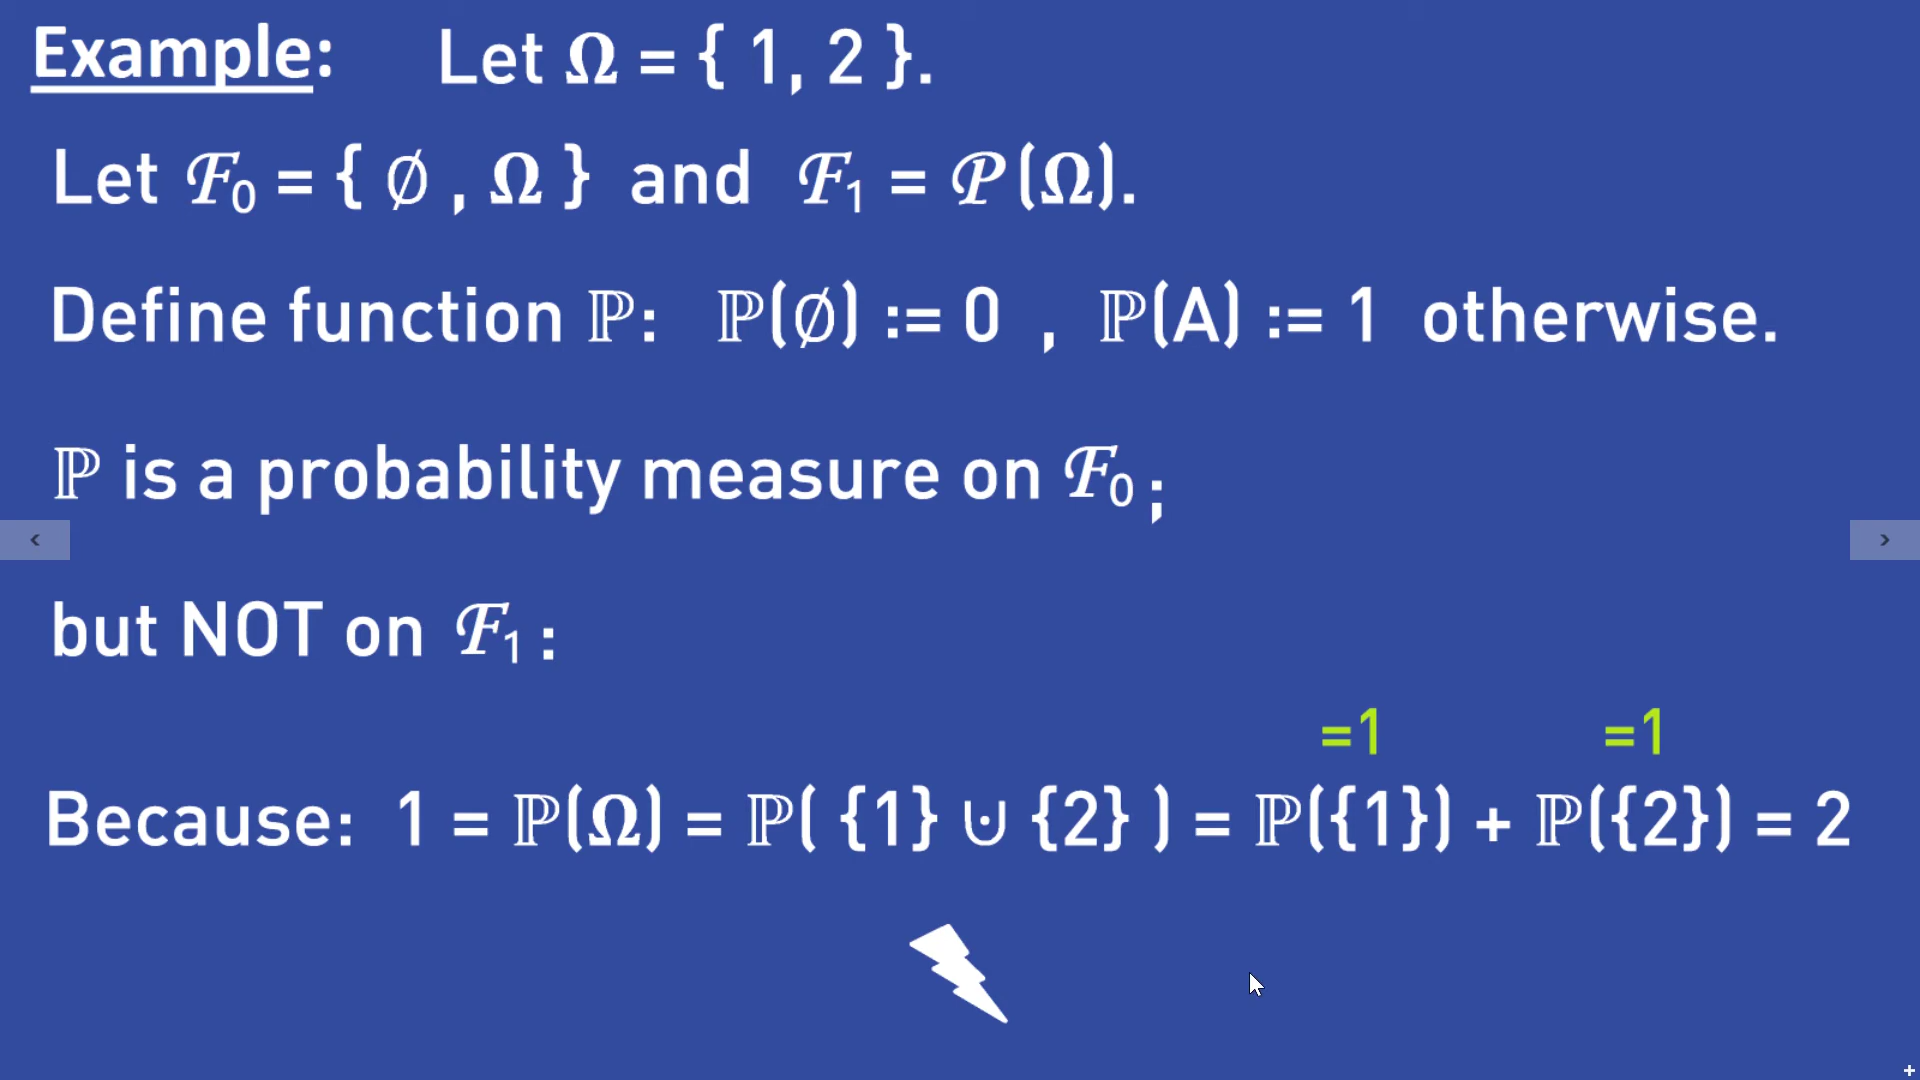 Example: Let Ω = { 1, 2 }.
Let ℱ₀ = { ∅ , Ω } and ℱ₁ = 𝒫(Ω).
Define function ℙ: ℙ(∅) := 0 , ℙ(A) := 1 otherwise.
ℙ is a probability measure on ℱ₀ ;
but NOT on ℱ₁ :
=1 =1
Because: 1 = ℙ(Ω) = ℙ( {1} ⊍ {2} ) = ℙ({1}) + ℙ({2}) = 2